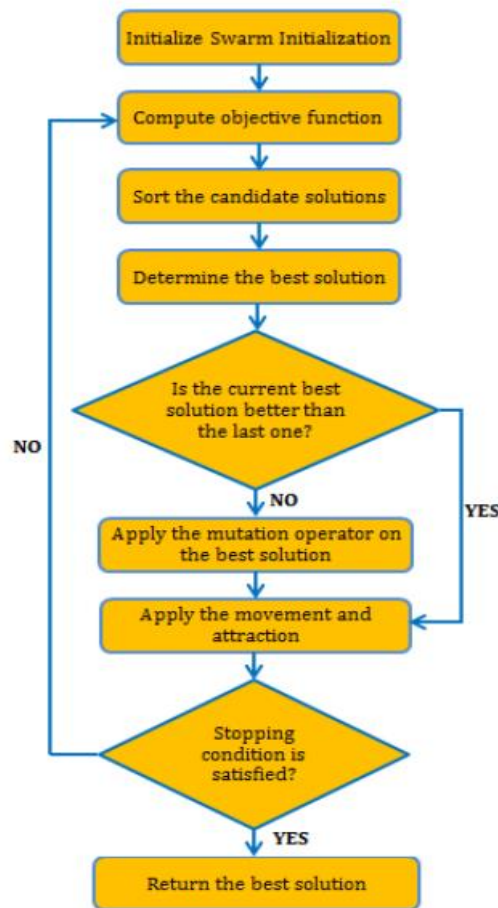 Initialize Swarm Initialization
Compute objective function
Sort the candidate solutions
Determine the best solution
Is the current best
solution better than
the last one?
NO
NO
YES
Apply the mutation operator on
the best solution
Apply the movement and
attraction
Stopping
condition is
satisfied?
YES
Return the best solution